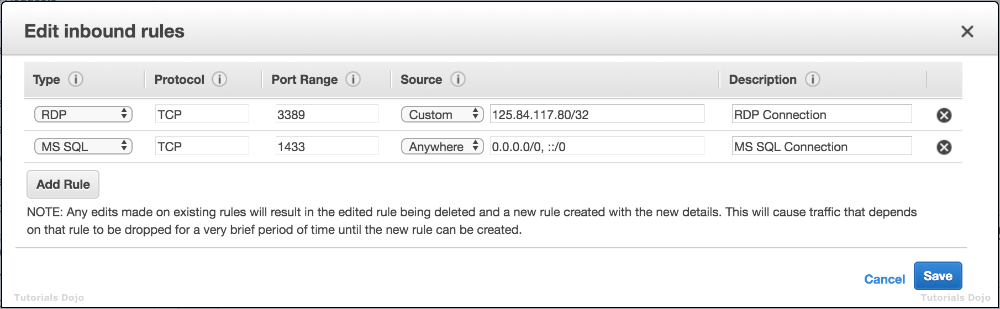 Edit inbound rules
Type Protocol Port Range Source Description
RDP TCP 3389 Custom 125.84.117.80/32 RDP Connection
MS SQL TCP 1433 Anywhere 0.0.0.0/0, ::/0 MS SQL Connection
Add Rule
NOTE: Any edits made on existing rules will result in the edited rule being deleted and a new rule created with the new details. This will cause traffic that depends
on that rule to be dropped for a very brief period of time until the new rule can be created.
Cancel Save
Tutorials Dojo Tutorials Dojo